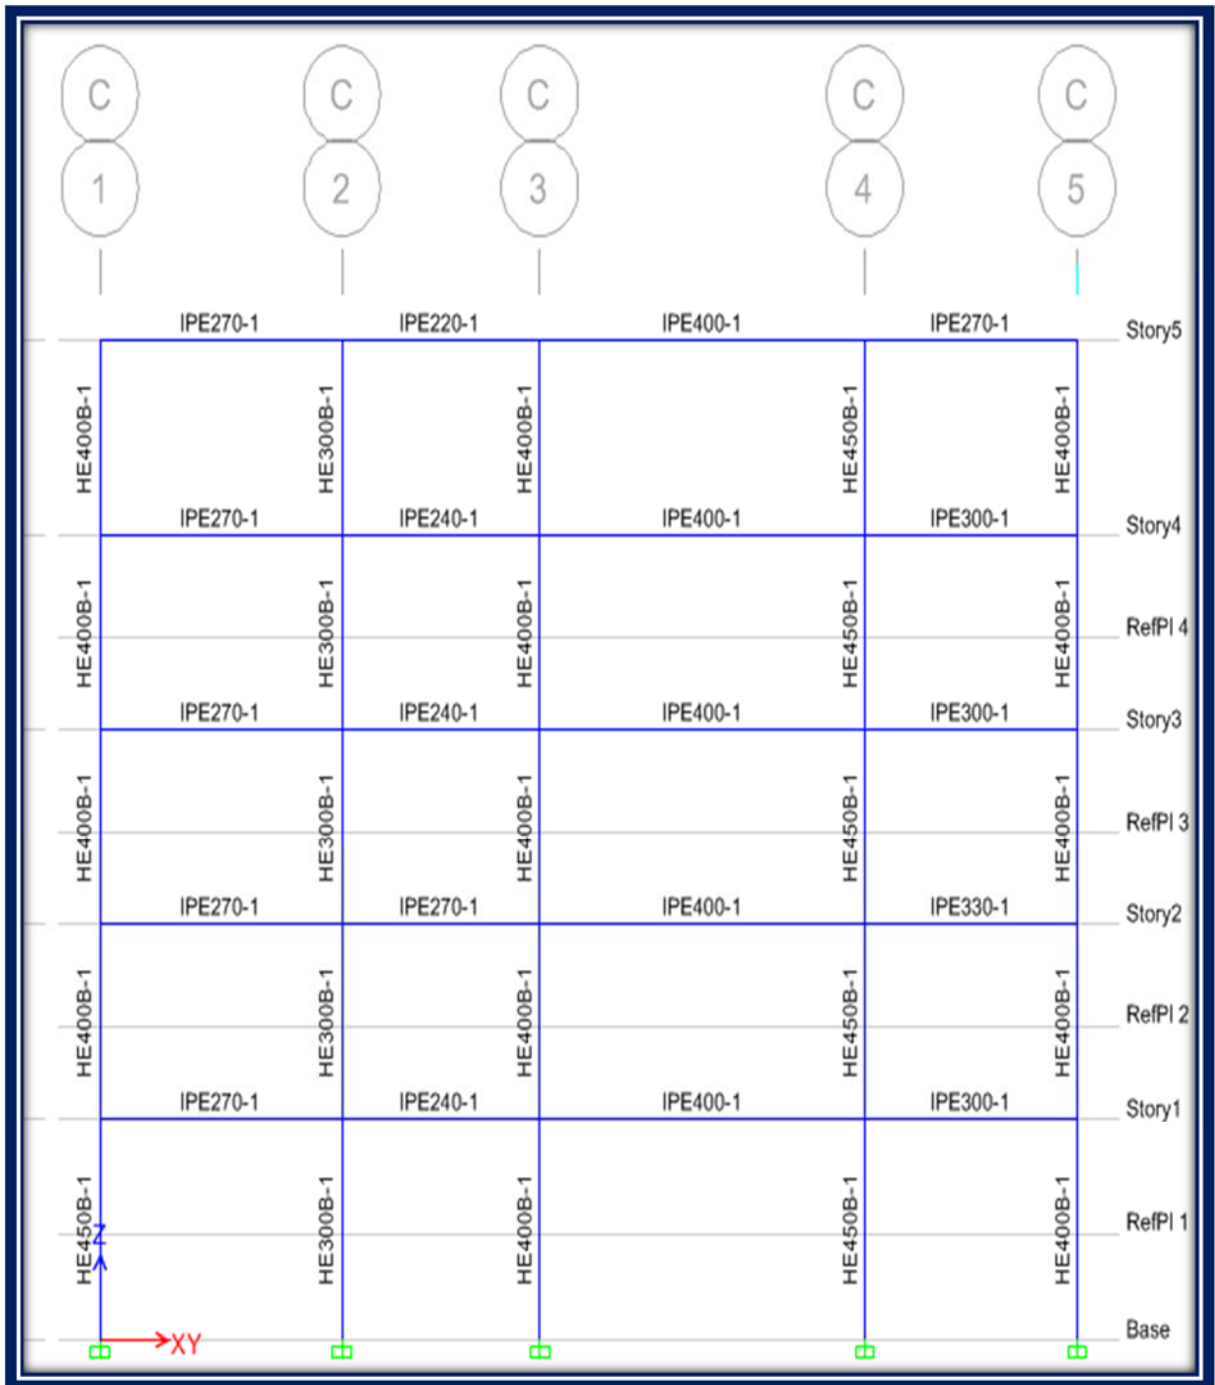 C C C C C
1 2 3 4 5
IPE270-1 IPE220-1 IPE400-1 IPE270-1 Story5
HE400B-1 HE300B-1 HE400B-1 HE450B-1 HE400B-1
IPE270-1 IPE240-1 IPE400-1 IPE300-1 Story4
HE400B-1 HE300B-1 HE400B-1 HE450B-1 HE400B-1 RefPl 4
IPE270-1 IPE240-1 IPE400-1 IPE300-1 Story3
HE400B-1 HE300B-1 HE400B-1 HE450B-1 HE400B-1 RefPl 3
IPE270-1 IPE270-1 IPE400-1 IPE330-1 Story2
HE400B-1 HE300B-1 HE400B-1 HE450B-1 HE400B-1 RefPl 2
IPE270-1 IPE240-1 IPE400-1 IPE300-1 Story1
HE450B-1 HE300B-1 HE400B-1 HE450B-1 HE400B-1 RefPl 1
Z
XY Base